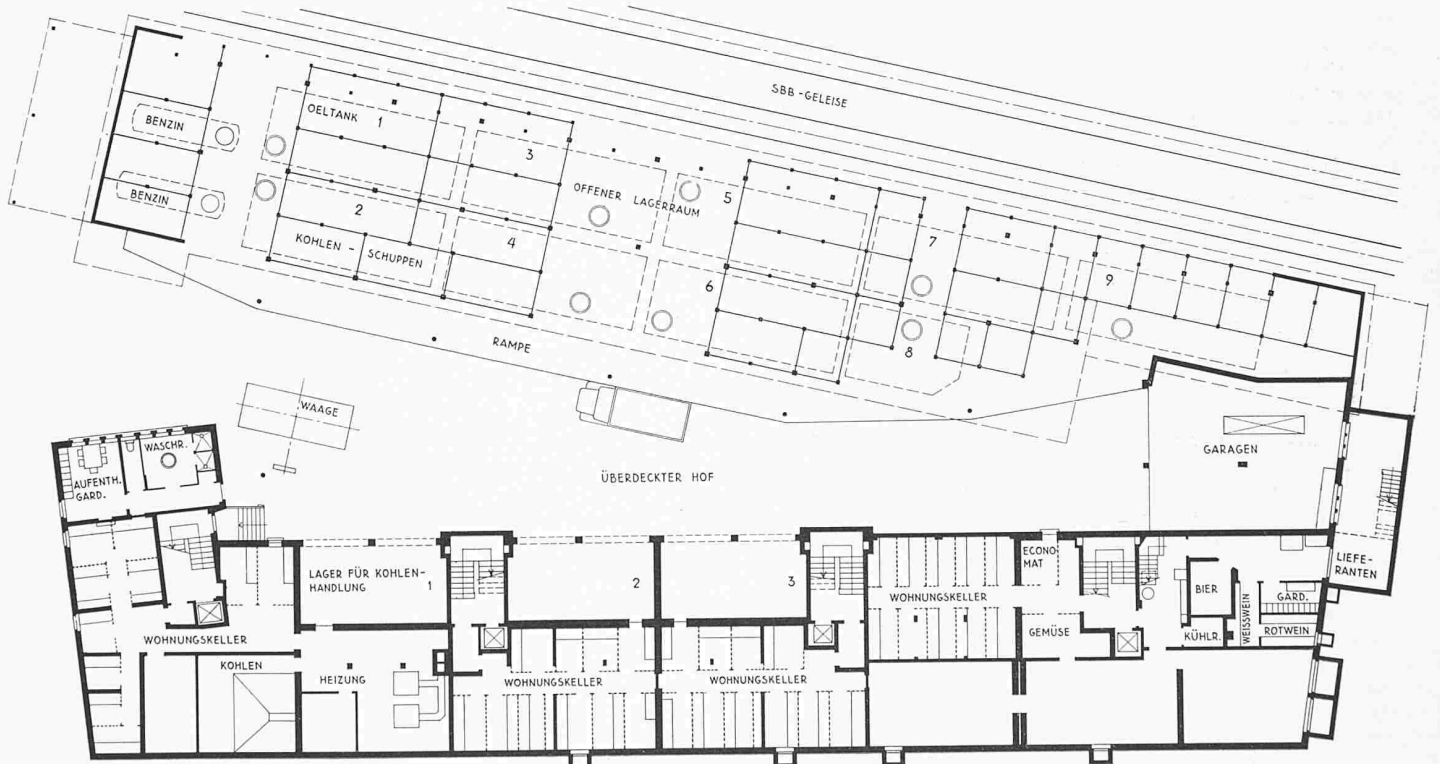 SBB-GELEISE
BENZIN
OELTANK 1
3
BENZIN
2
KOHLEN-SCHUPPEN
4
OFFENER LAGERRAUM
5
6
7
8
9
RAMPE
WAAGE
ÜBERDECKTER HOF
GARAGEN
WASCHR.
AUFENTH.
GARD.
LAGER FÜR KOHLEN-
HANDLUNG
1
2
3
WOHNUNGSKELLER
ECONO
MAT
GEMÜSE
BIER
KÜHLR.
WEISSWEIN
GARD.
ROTWEIN
LIEFE-
RANTEN
WOHNUNGSKELLER
KOHLEN
HEIZUNG
WOHNUNGSKELLER
WOHNUNGSKELLER